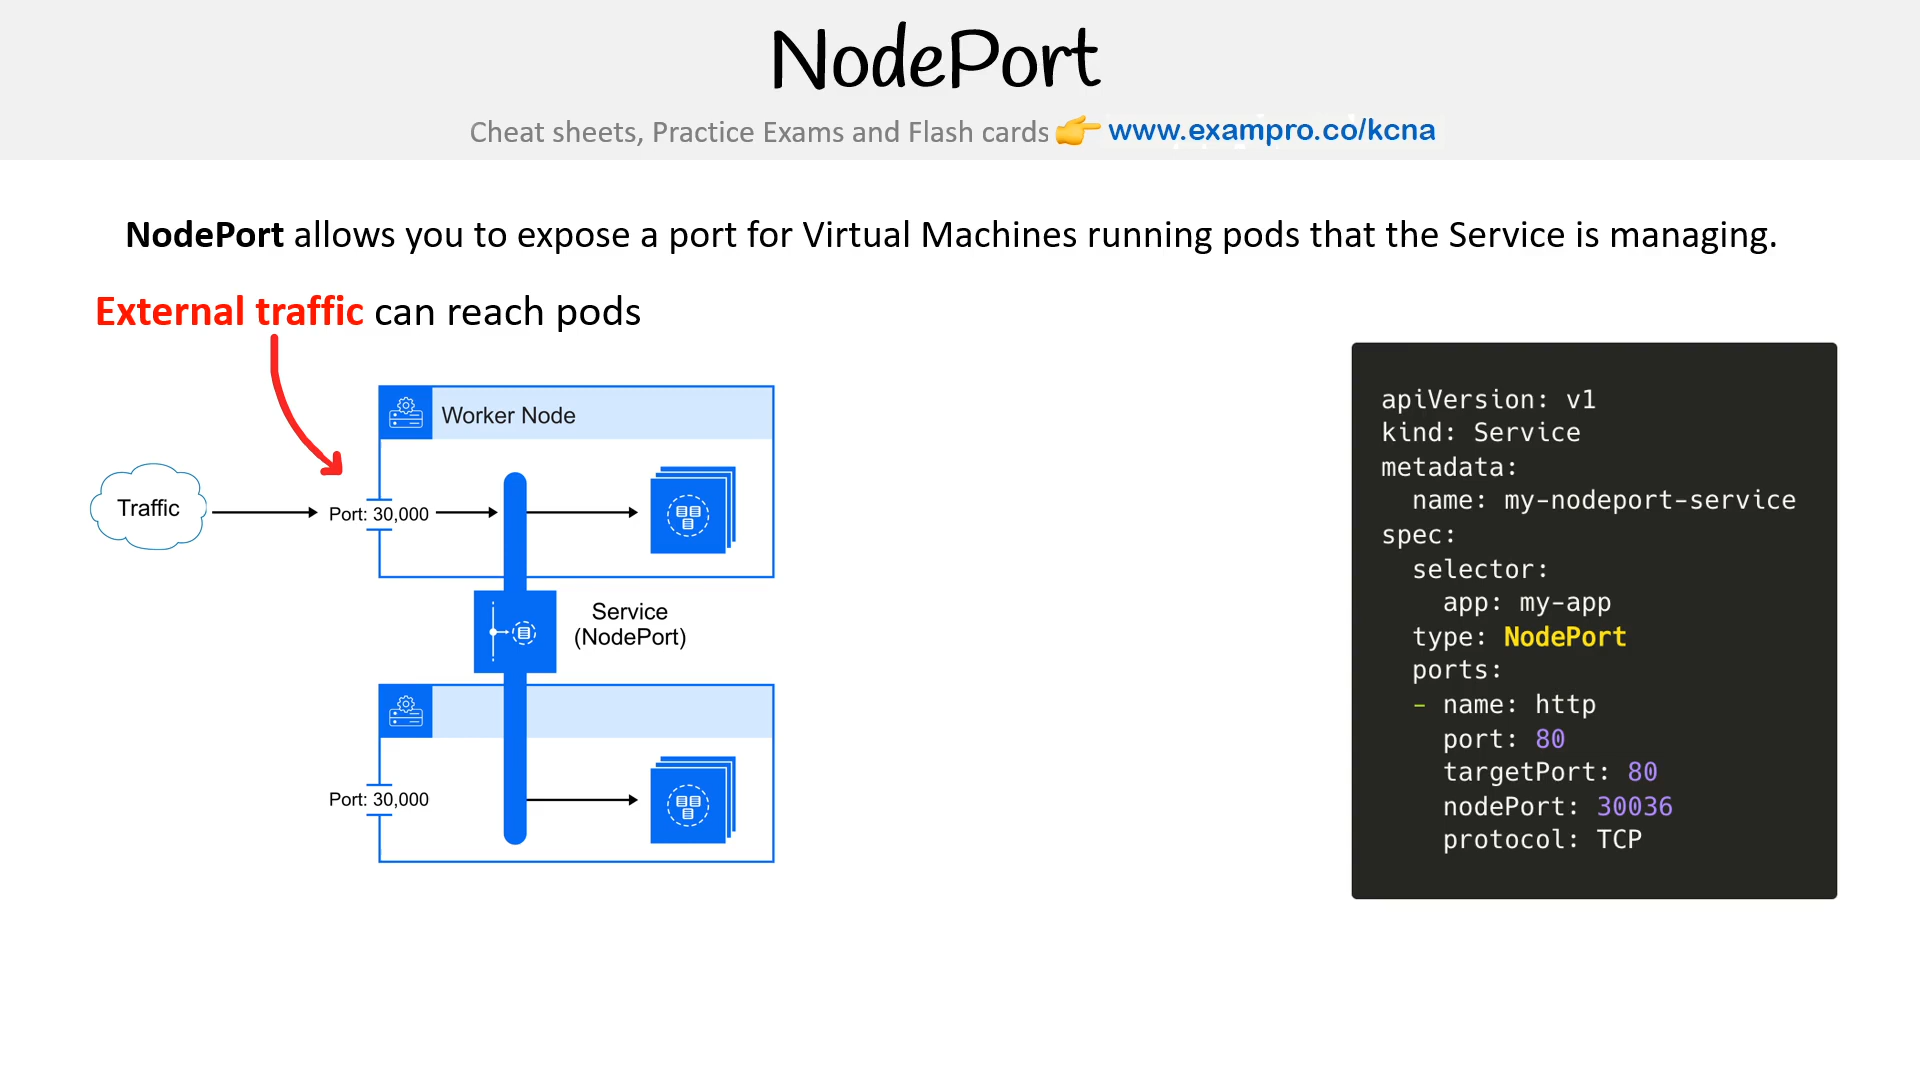 NodePort
Cheat sheets, Practice Exams and Flash cards 👉 www.exampro.co/kcna
NodePort allows you to expose a port for Virtual Machines running pods that the Service is managing.
External traffic can reach pods
Worker Node
Traffic
Port: 30,000
Service
(NodePort)
Port: 30,000
apiVersion: v1
kind: Service
metadata:
  name: my-nodeport-service
spec:
  selector:
    app: my-app
  type: NodePort
  ports:
  - name: http
    port: 80
    targetPort: 80
    nodePort: 30036
    protocol: TCP